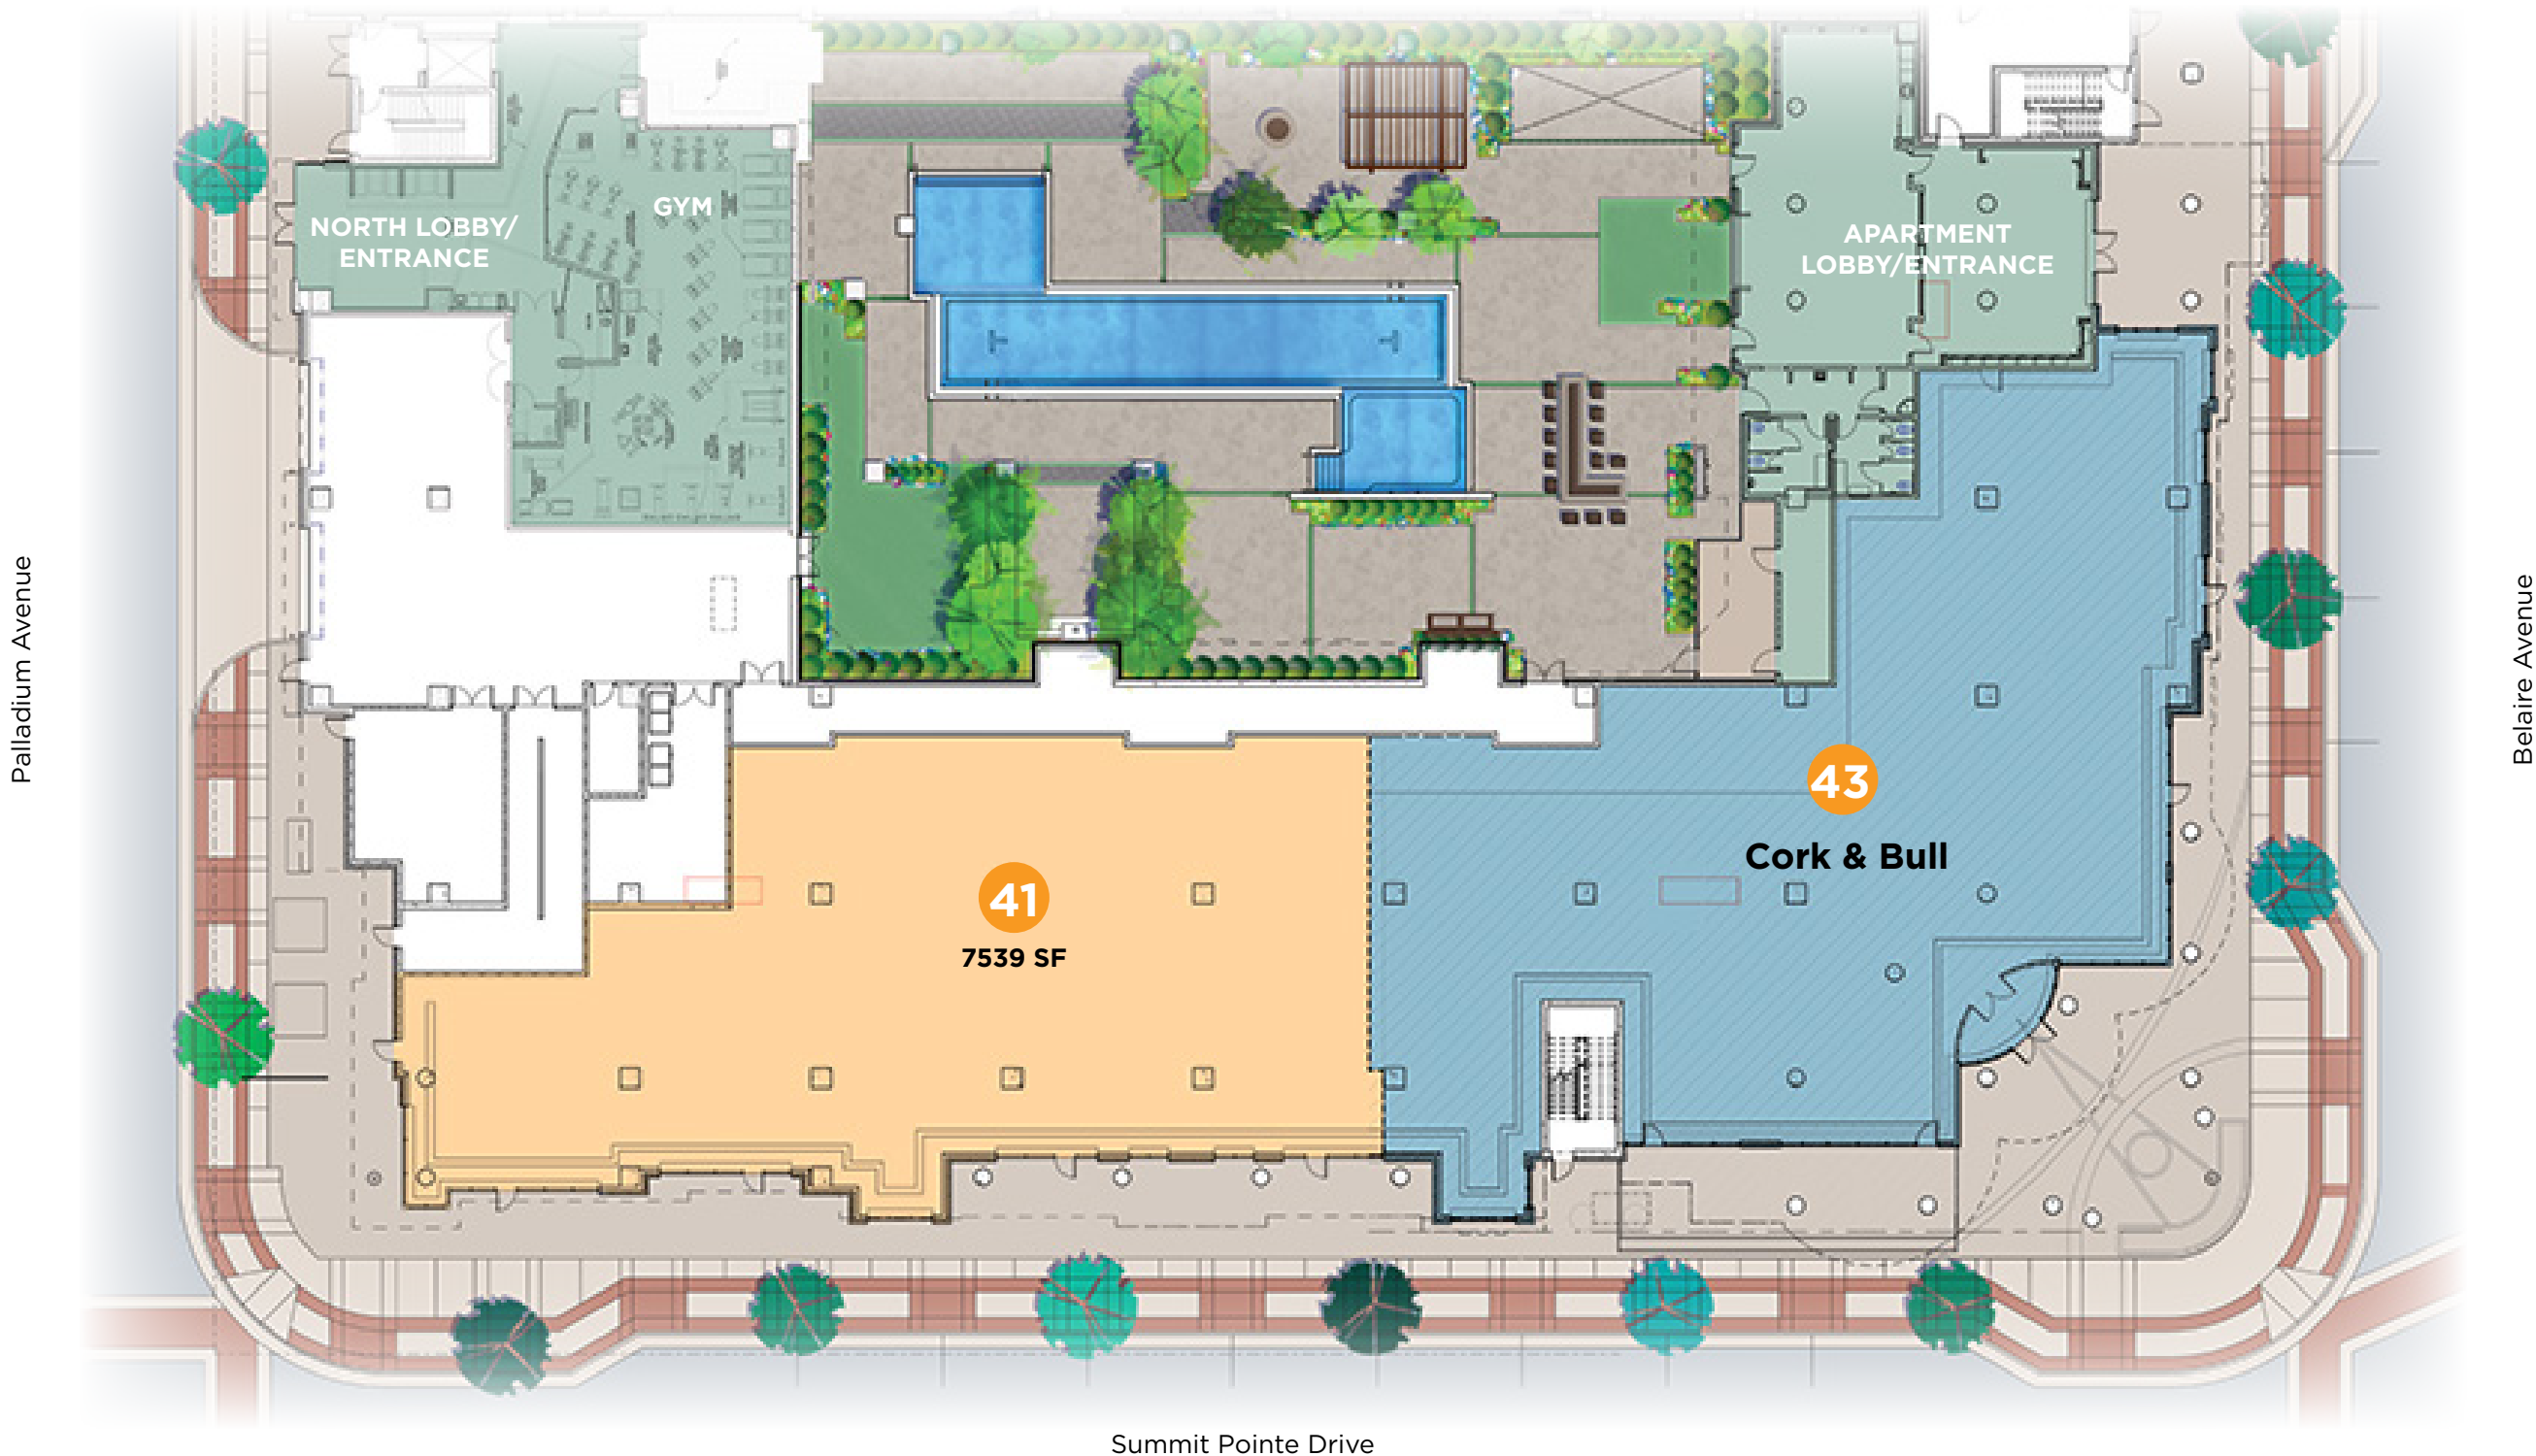 NORTH LOBBY/
ENTRANCE
GYM
APARTMENT
LOBBY/ENTRANCE
Palladium Avenue
Belaire Avenue
43
Cork & Bull
41
7539 SF
Summit Pointe Drive